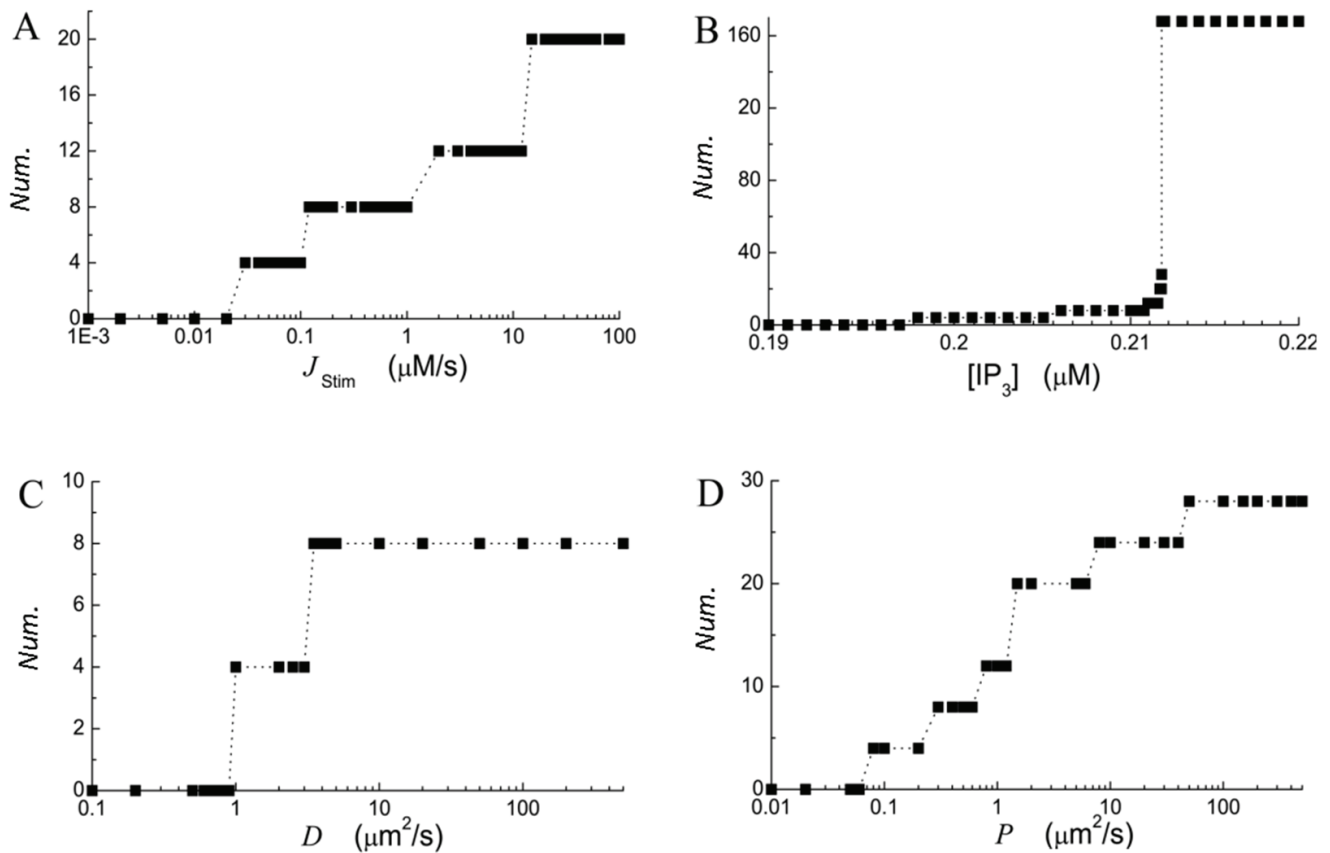 A
20
16
12
8
4
0
Num.
1E-3 0.01 0.1 1 10 100
J Stim (μM/s)
B
160
20
80
40
0
Num.
0.19 0.2 0.21 0.22
[IP3] (μM)
C
10
8
6
4
2
0
Num.
0.1 1 10 100
D (μm²/s)
D
30
20
10
0
Num.
0.01 0.1 1 10 100
P (μm²/s)